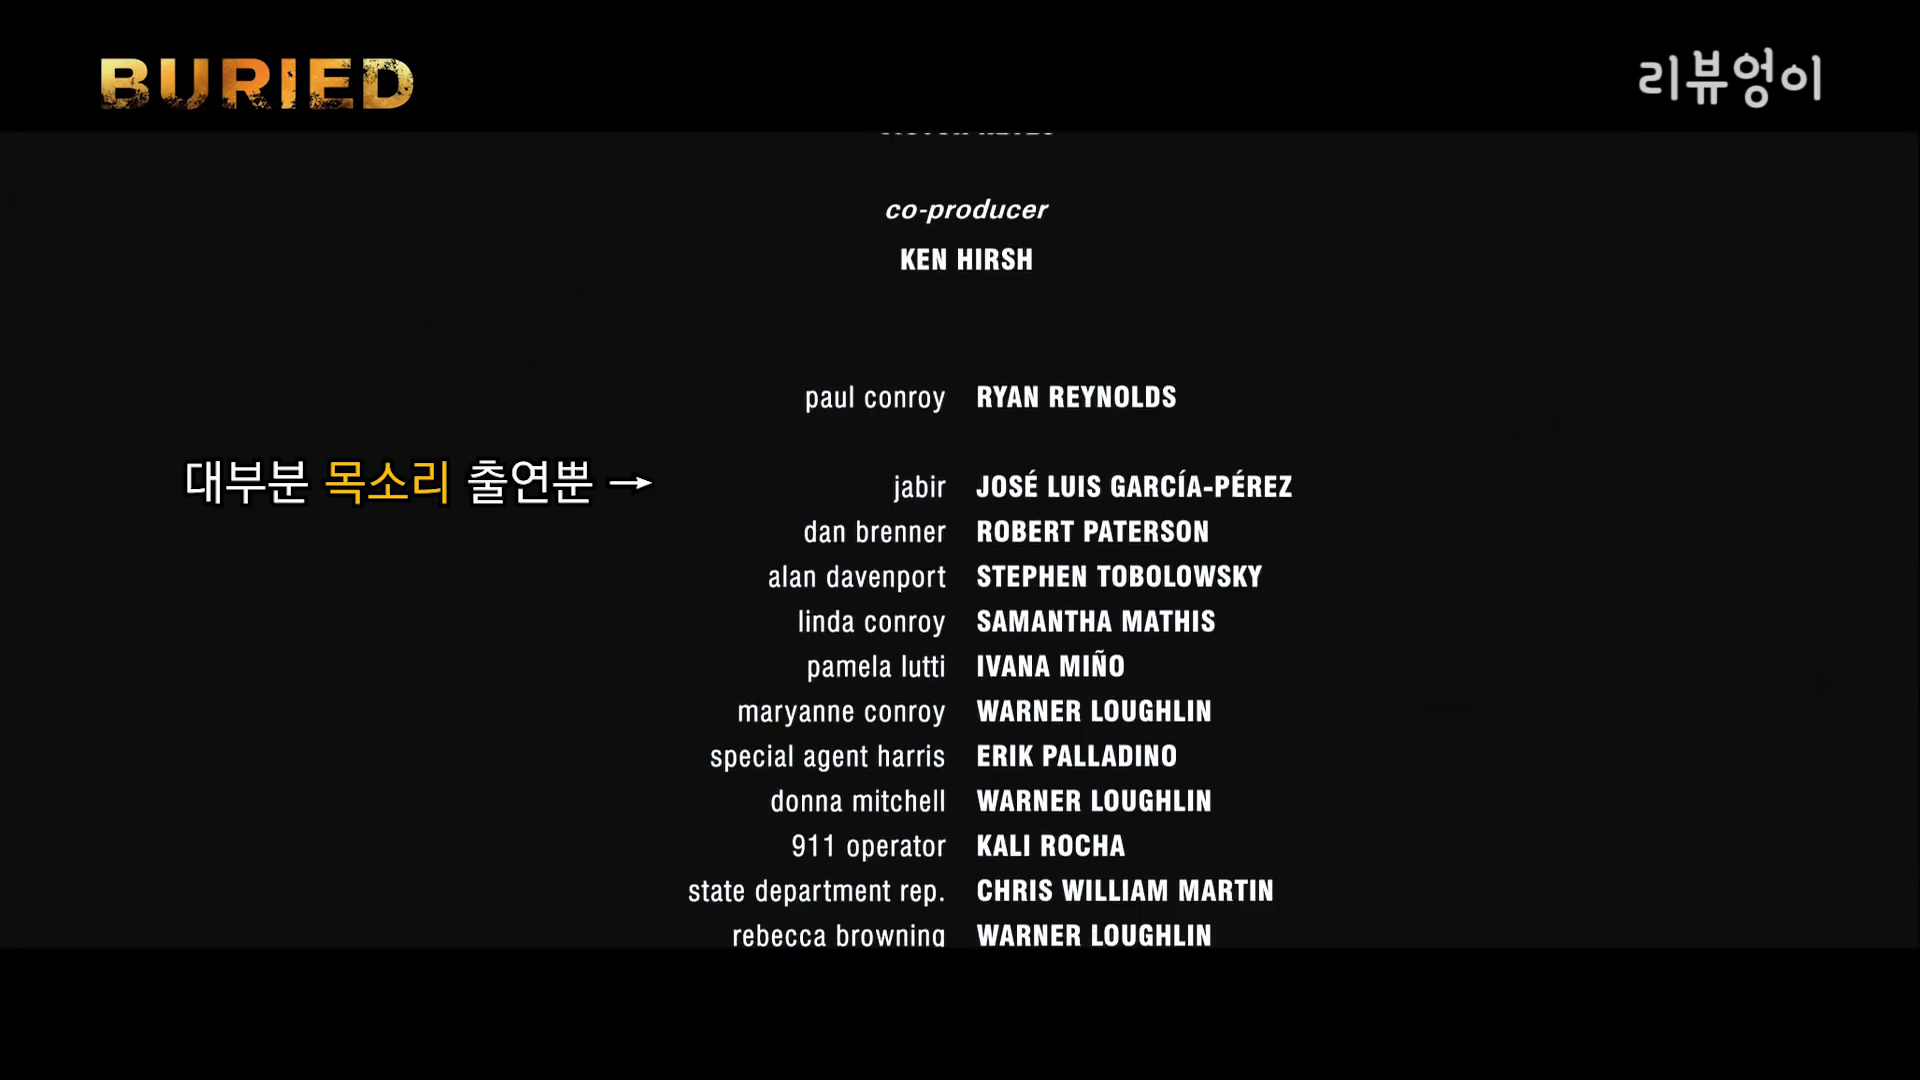 BURIED
리뷰엉이
co-producer
KEN HIRSH
paul conroy RYAN REYNOLDS
대부분 목소리 출연뿐 →
jabir JOSÉ LUIS GARCÍA-PÉREZ
dan brenner ROBERT PATERSON
alan davenport STEPHEN TOBOLOWSKY
linda conroy SAMANTHA MATHIS
pamela lutti IVANA MIÑO
maryanne conroy WARNER LOUGHLIN
special agent harris ERIK PALLADINO
donna mitchell WARNER LOUGHLIN
911 operator KALI ROCHA
state department rep. CHRIS WILLIAM MARTIN
rebecca browning WARNER LOUGHLIN